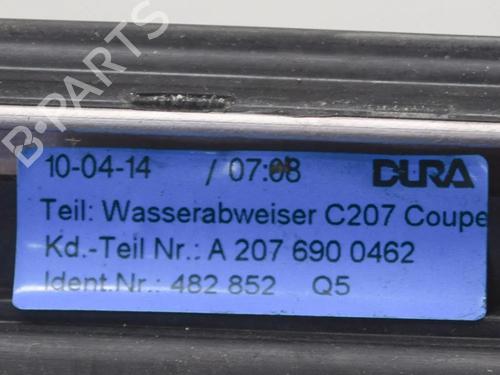 B-PARTS
10-04-14 / 07:08 DURA
Teil: Wasserabweiser C207 Coupe
Kd.-Teil Nr.: A 207 690 0462
Ident.Nr.: 482 852 Q5